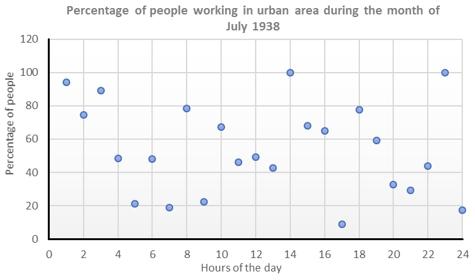 Percentage of people working in urban area during the month of
July 1938
Percentage of people
120
100
80
60
40
20
0
0 2 4 6 8 10 12 14 16 18 20 22 24
Hours of the day